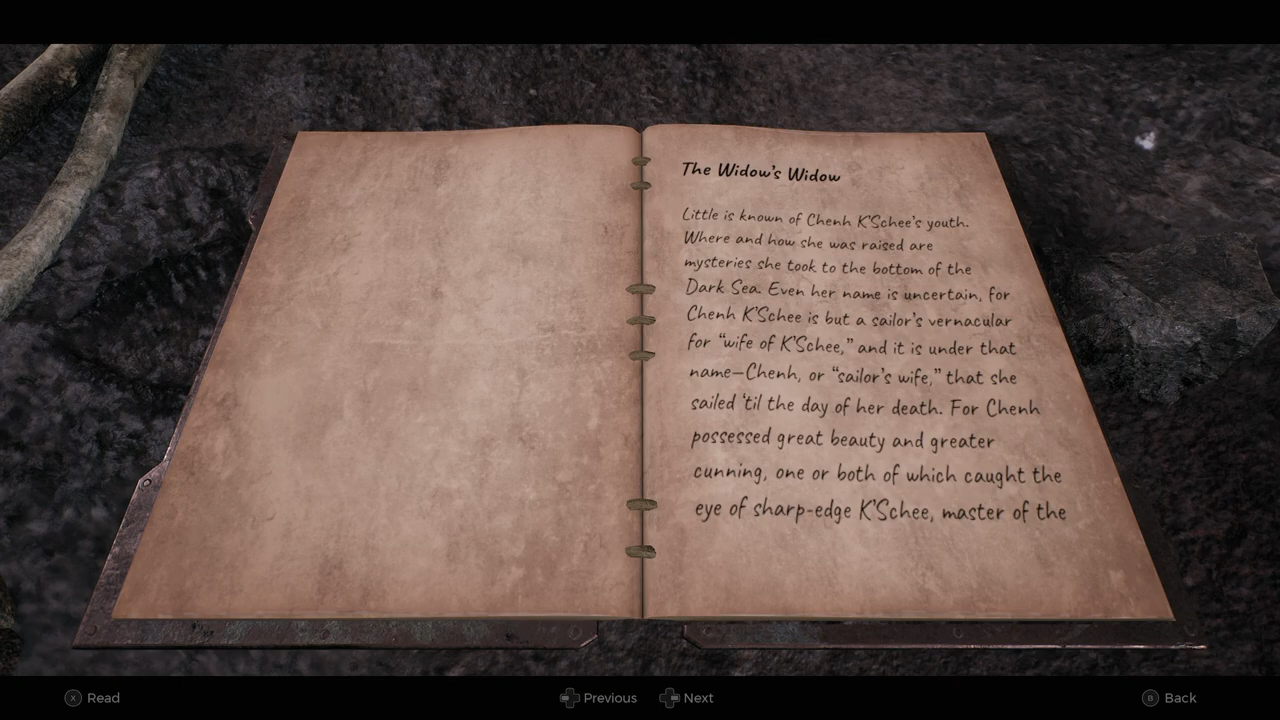 The Widow's Widow
Little is known of Chenh K'Schee's youth.
Where and how she was raised are
mysteries she took to the bottom of the
Dark Sea. Even her name is uncertain, for
Chenh K'Schee is but a sailor's vernacular
for “wife of K'Schee,” and it is under that
name—Chenh, or “sailor's wife,” that she
sailed ‘til the day of her death. For Chenh
possessed great beauty and greater
cunning, one or both of which caught the
eye of sharp-edge K'Schee, master of the
X Read
Previous
Next
B Back